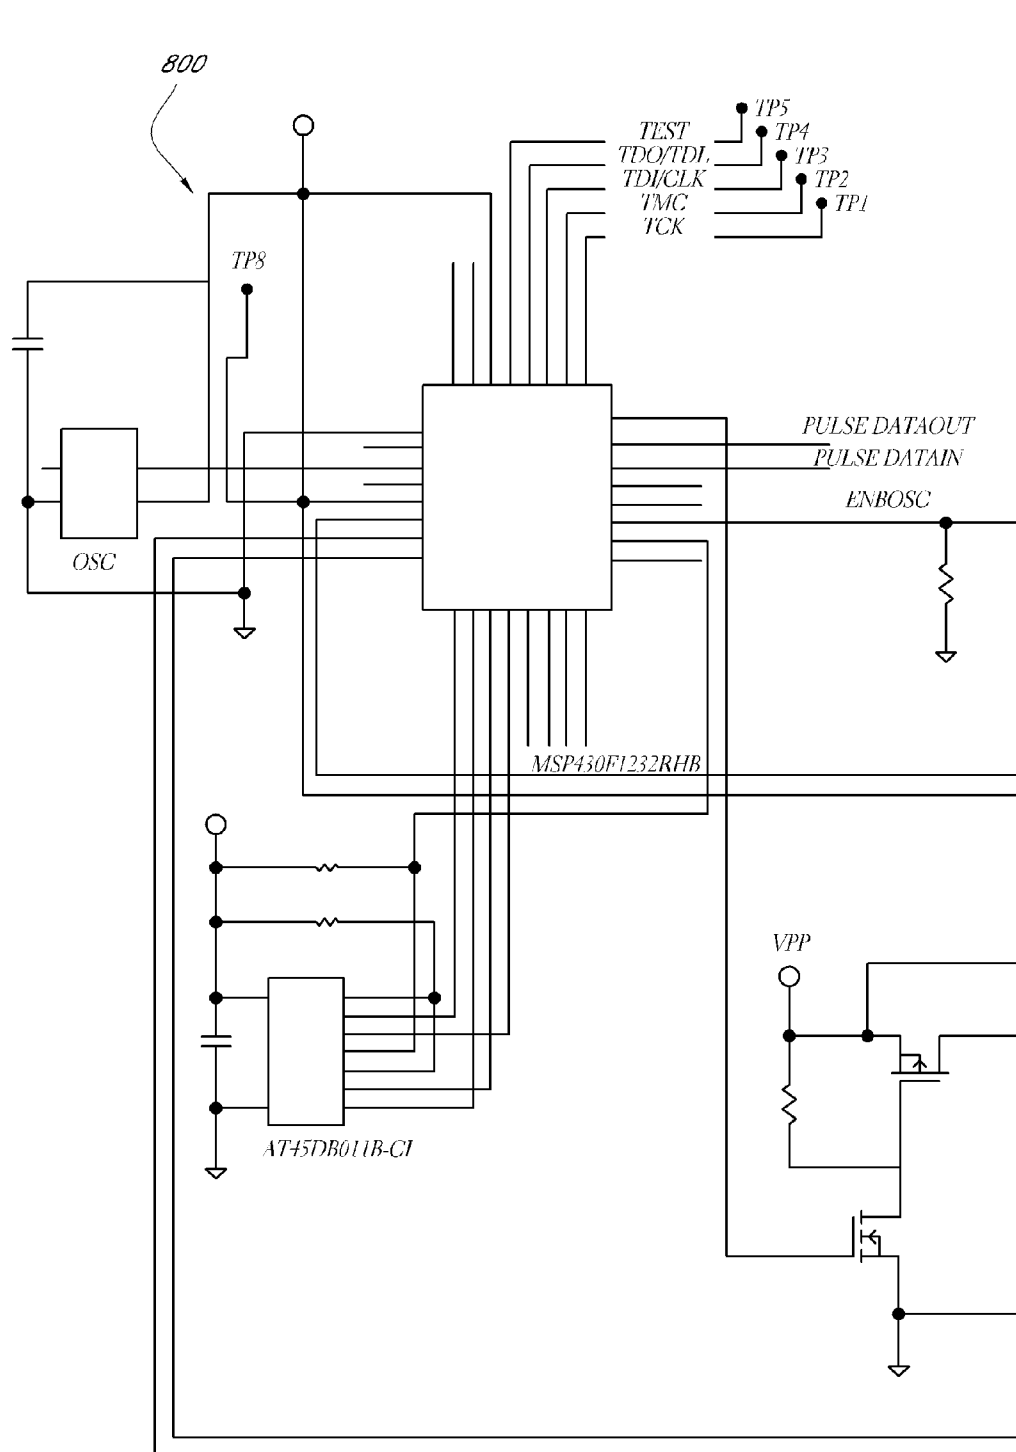 800
TP5
TEST
TP4
TDO/TDI
TP3
TDI/CLK
TP2
TMC
TP1
TCK
TP8
PULSE DATAOUT
PULSE DATAIN
ENBOSC
OSC
MSP430F1232RHB
VPP
AT45DB011B-CI